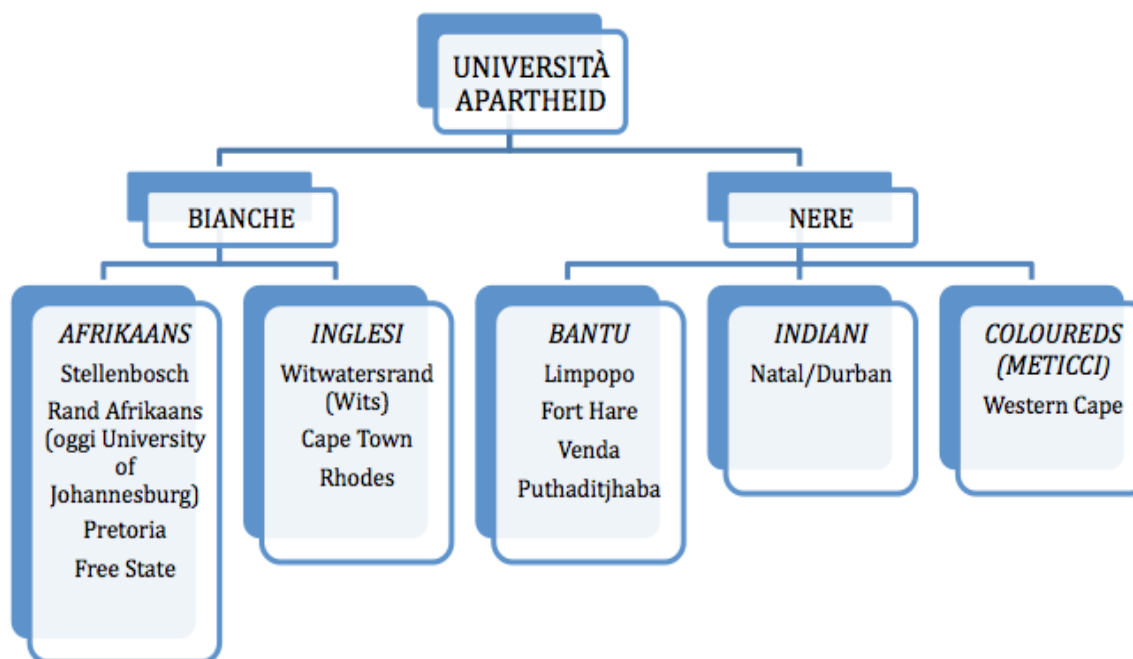 UNIVERSITÀ
APARTHEID
BIANCHE
NERE
AFRIKAANS
Stellenbosch
Rand Afrikaans
(oggi University
of
Johannesburg)
Pretoria
Free State
INGLESI
Witwatersrand
(Wits)
Cape Town
Rhodes
BANTU
Limpopo
Fort Hare
Venda
Puthaditjhaba
INDIANI
Natal/Durban
COLOUREDS
(METICCI)
Western Cape